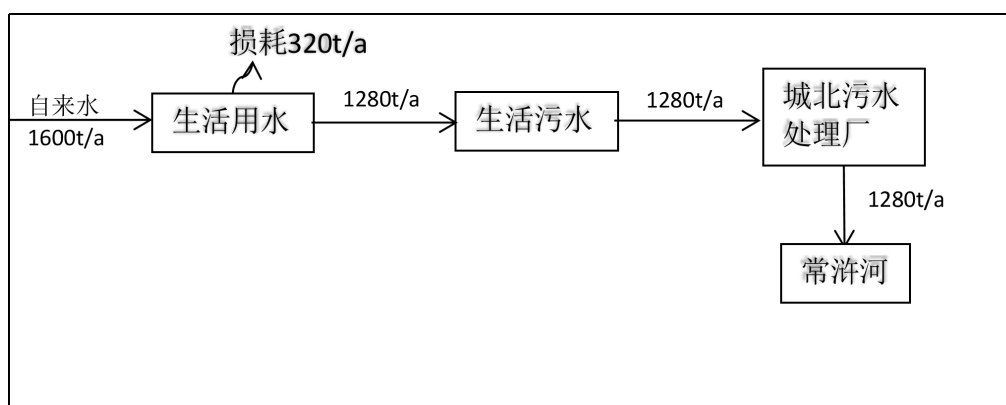 损耗320t/a
自来水
1600t/a
生活用水
1280t/a
生活污水
1280t/a
城北污水
处理厂
1280t/a
常浒河